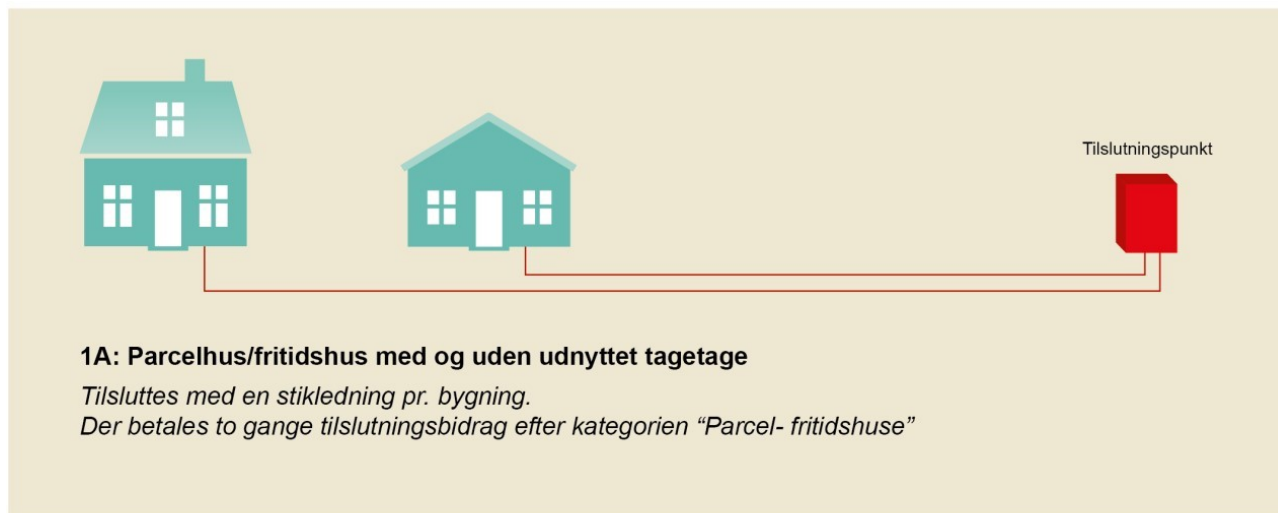 Tilslutningspunkt
1A: Parcelhus/fritidshus med og uden udnyttet tagetage
Tilsluttes med en stikledning pr. bygning.
Der betales to gange tilslutningsbidrag efter kategorien “Parcel- fritidshuse”